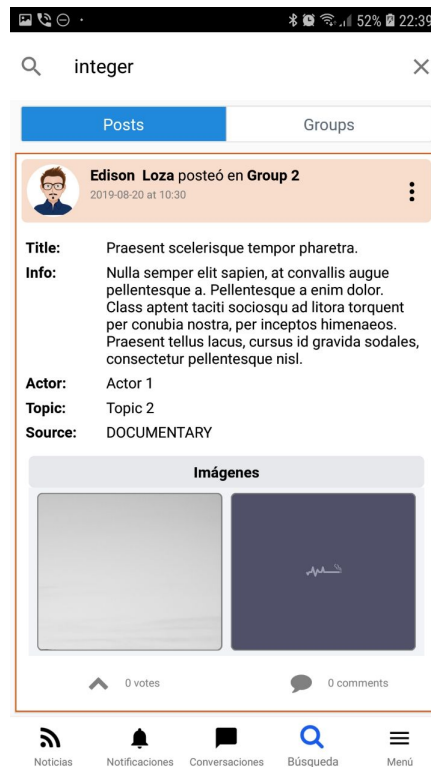 52% 22:39
integer
Posts Groups
Edison Loza posteó en Group 2
2019-08-20 at 10:30
Title: Praesent scelerisque tempor pharetra.
Info: Nulla semper elit sapien, at convallis augue
pellentesque a. Pellentesque a enim dolor.
Class aptent taciti sociosqu ad litora torquent
per conubia nostra, per inceptos himenaeos.
Praesent tellus lacus, cursus id gravida sodales,
consectetur pellentesque nisl.
Actor: Actor 1
Topic: Topic 2
Source: DOCUMENTARY
Imágenes
0 votes 0 comments
Noticias Notificaciones Conversaciones Búsqueda Menú